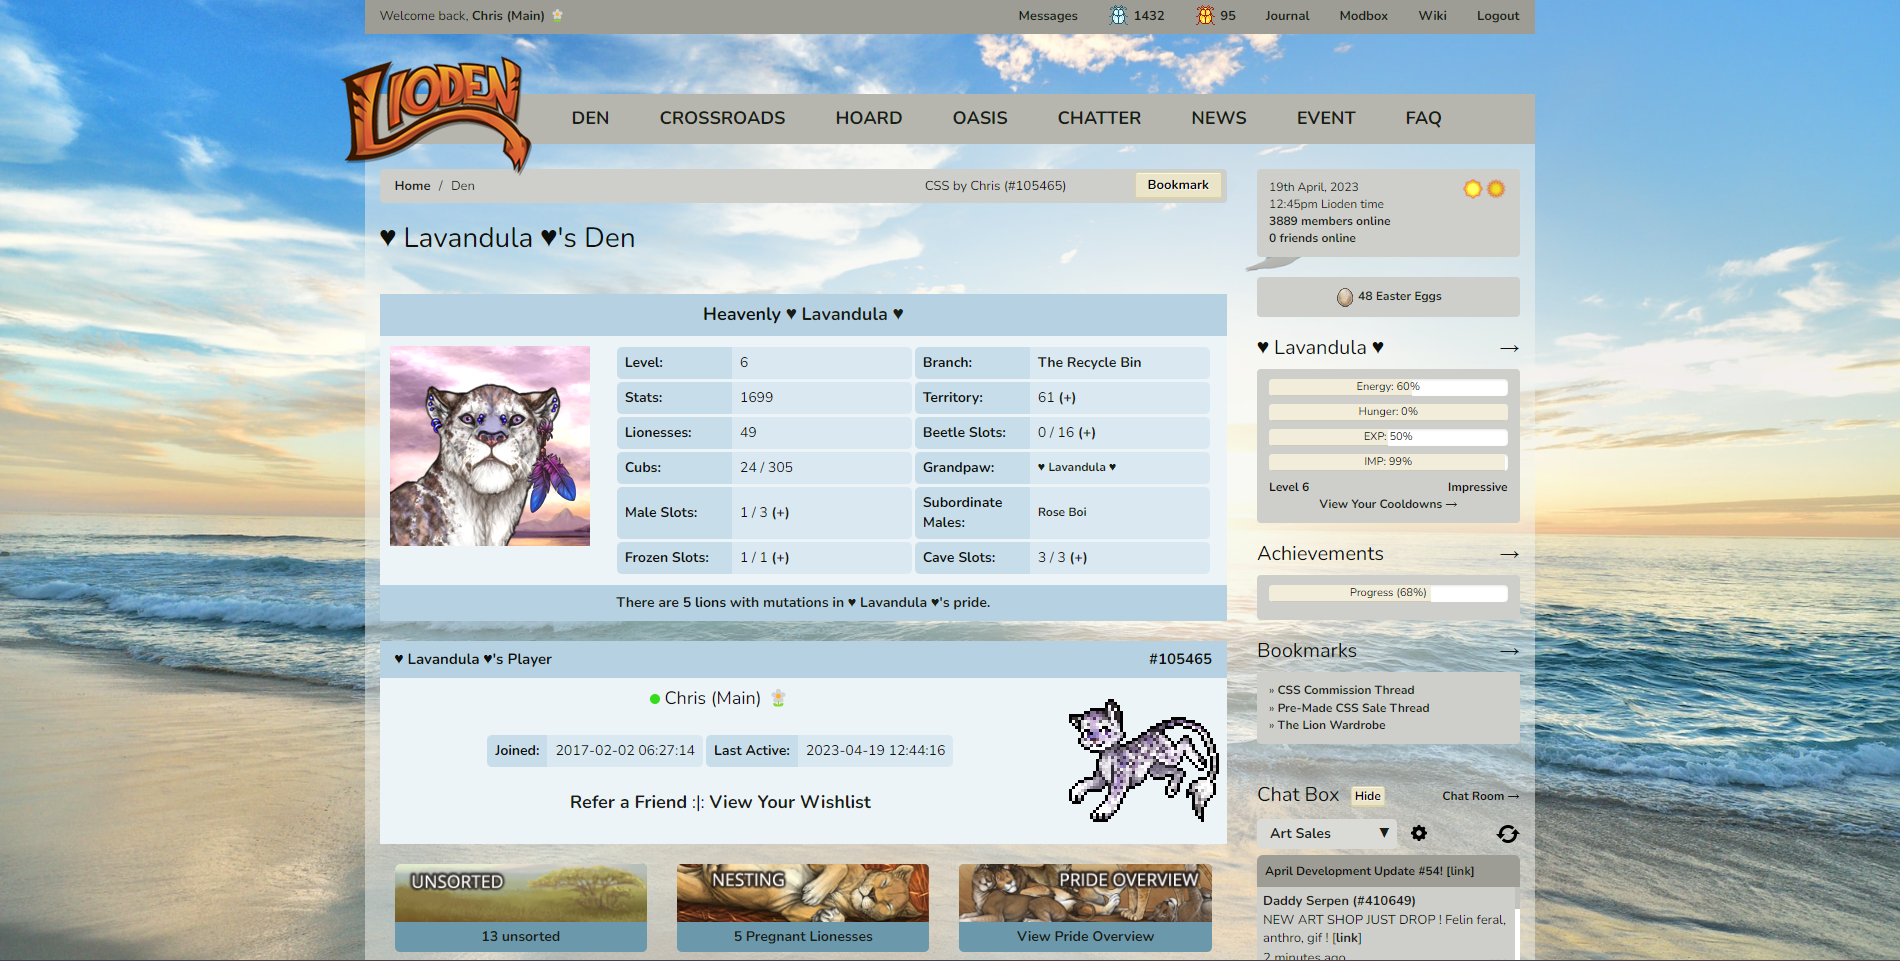 Welcome back, Chris (Main)
Messages 1432 95 Journal Modbox Wiki Logout
LIODEN
DEN CROSSROADS HOARD OASIS CHATTER NEWS EVENT FAQ
Home / Den CSS by Chris (#105465) Bookmark
♥ Lavandula ♥'s Den
Heavenly ♥ Lavandula ♥
Level: 6 Branch: The Recycle Bin
Stats: 1699 Territory: 61 (+)
Lionesses: 49 Beetle Slots: 0 / 16 (+)
Cubs: 24 / 305 Grandpaw: ♥ Lavandula ♥
Male Slots: 1 / 3 (+) Subordinate Males: Rose Boi
Frozen Slots: 1 / 1 (+) Cave Slots: 3 / 3 (+)
There are 5 lions with mutations in ♥ Lavandula ♥'s pride.
♥ Lavandula ♥'s Player #105465
Chris (Main)
Joined: 2017-02-02 06:27:14 Last Active: 2023-04-19 12:44:16
Refer a Friend :|: View Your Wishlist
UNSORTED NESTING PRIDE OVERVIEW
13 unsorted 5 Pregnant Lionesses View Pride Overview
19th April, 2023
12:45pm Lioden time
3889 members online
0 friends online
48 Easter Eggs
♥ Lavandula ♥ →
Energy: 60%
Hunger: 0%
EXP: 50%
IMP: 99%
Level 6 Impressive
View Your Cooldowns →
Achievements →
Progress (68%)
Bookmarks →
» CSS Commission Thread
» Pre-Made CSS Sale Thread
» The Lion Wardrobe
Chat Box Hide Chat Room →
Art Sales ▼
April Development Update #54! [link]
Daddy Serpen (#410649)
NEW ART SHOP JUST DROP ! Felin feral,
anthro, gif ! [link]
2 minutes ago